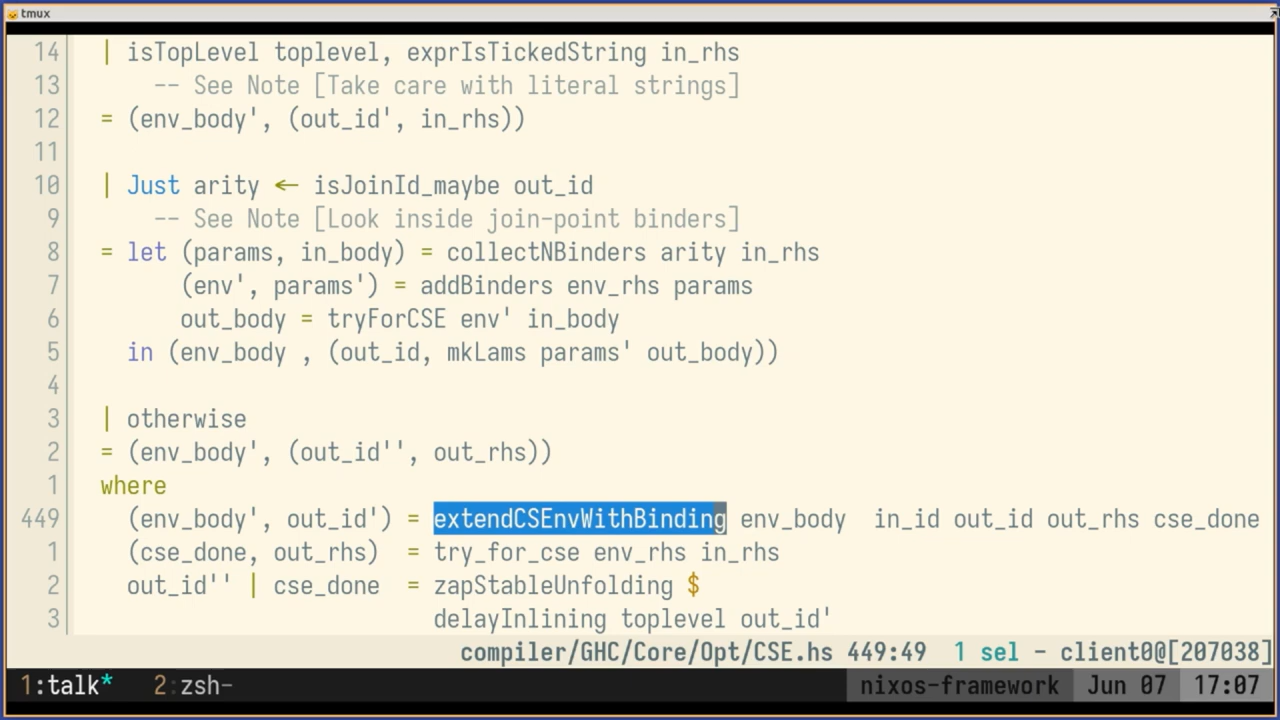 tmux
14 | isTopLevel toplevel, exprIsTickedString in_rhs
13 -- See Note [Take care with literal strings]
12 = (env_body', (out_id', in_rhs))
11
10 | Just arity ← isJoinId_maybe out_id
9 -- See Note [Look inside join-point binders]
8 = let (params, in_body) = collectNBinders arity in_rhs
7 (env', params') = addBinders env_rhs params
6 out_body = tryForCSE env' in_body
5 in (env_body , (out_id, mkLams params' out_body))
4
3 | otherwise
2 = (env_body', (out_id'', out_rhs))
1 where
449 (env_body', out_id') = extendCSEnvWithBinding env_body  in_id out_id out_rhs cse_done
1 (cse_done, out_rhs)  = try_for_cse env_rhs in_rhs
2 out_id'' | cse_done  = zapStableUnfolding $
3 delayInlining toplevel out_id'
compiler/GHC/Core/Opt/CSE.hs 449:49  1 sel - client0@[207038]
1:talk*  2:zsh-  nixos-framework  Jun 07  17:07